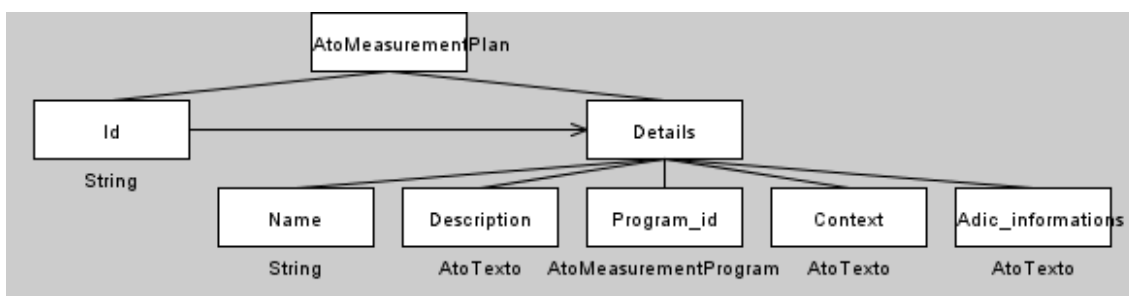 AtoMeasurementPlan
Id
Details
String
Name
Description
Program_id
Context
Adic_informations
String
AtoTexto
AtoMeasurementProgram
AtoTexto
AtoTexto